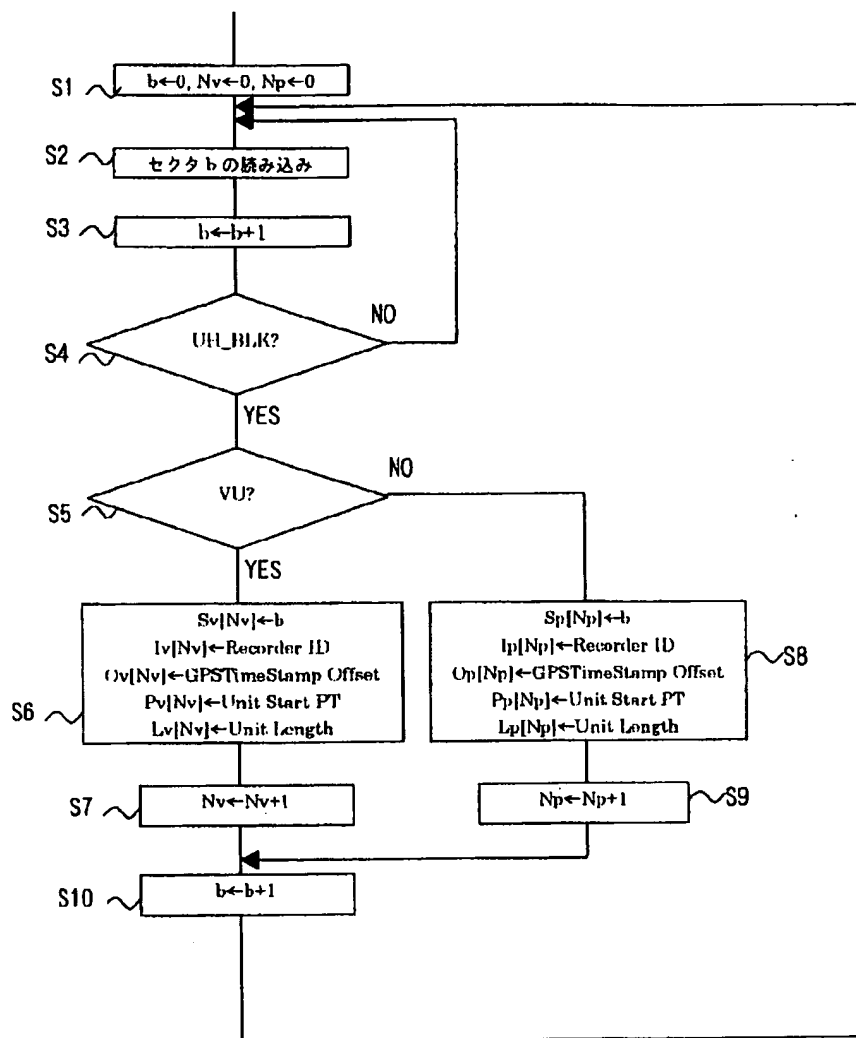 S1
b←0, Nv←0, Np←0
S2
セクタ b の読み込み
S3
b←b+1
S4
UH_BLK?
NO
YES
S5
VU?
NO
YES
S6
Sv[Nv]←b
Iv[Nv]←Recorder ID
Ov[Nv]←GPSTimeStamp Offset
Pv[Nv]←Unit Start PT
Lv[Nv]←Unit Length
Sp[Np]←b
Ip[Np]←Recorder ID
Op[Np]←GPSTimeStamp Offset
Pp[Np]←Unit Start PT
Lp[Np]←Unit Length
S8
S7
Nv←Nv+1
Np←Np+1
S9
S10
b←b+1